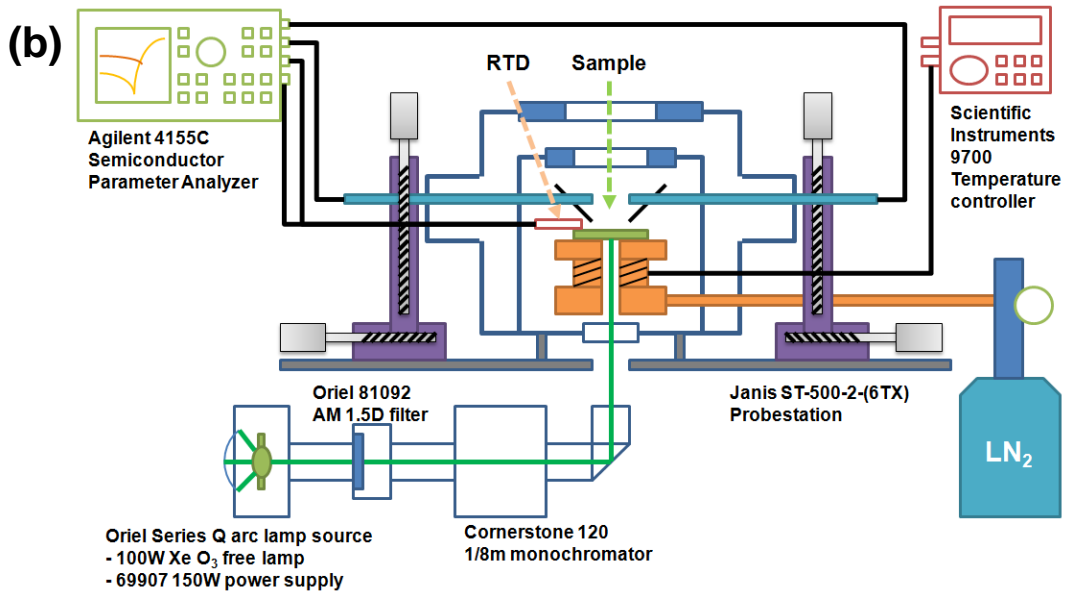 (b)
RTD
Sample
Agilent 4155C
Semiconductor
Parameter Analyzer
Scientific
Instruments
9700
Temperature
controller
Oriel 81092
AM 1.5D filter
Janis ST-500-2-(6TX)
Probestation
LN₂
Oriel Series Q arc lamp source
- 100W Xe O₃ free lamp
- 69907 150W power supply
Cornerstone 120
1/8m monochromator